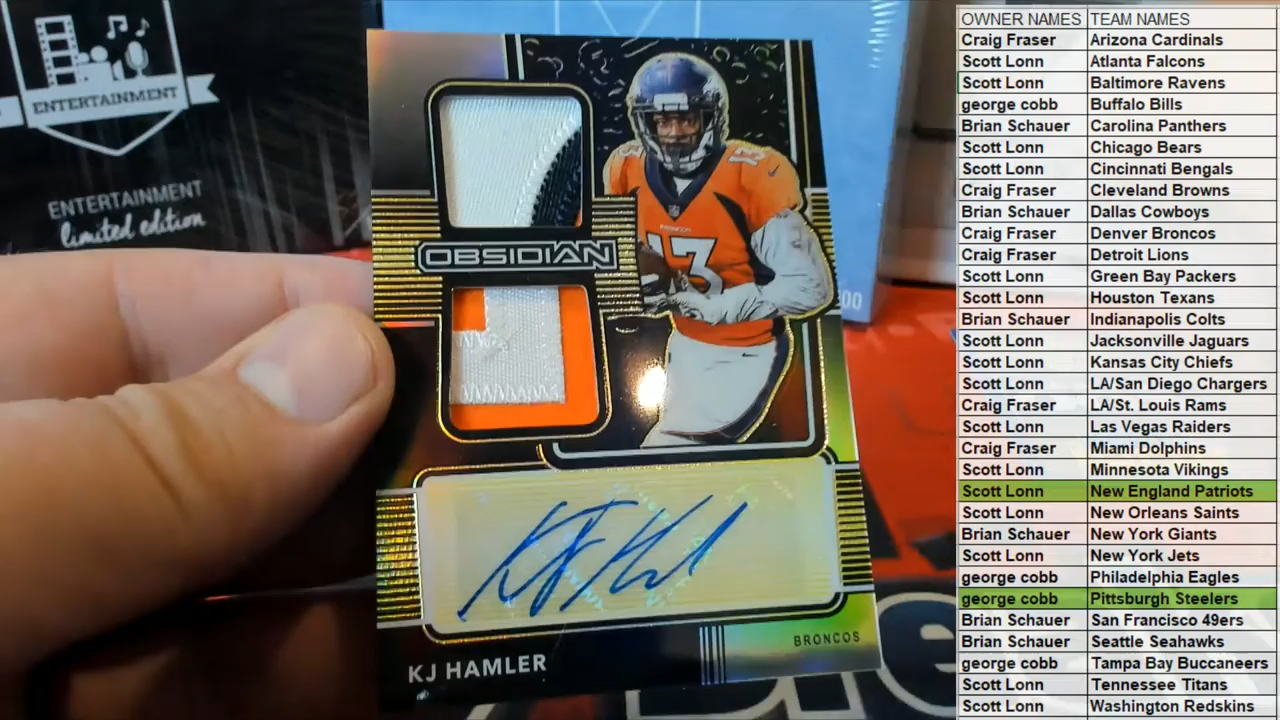 ENTERTAINMENT
ENTERTAINMENT
limited edition
OBSIDIAN
13
BRONCOS
13
KJ HAMLER
BRONCOS
OWNER NAMES TEAM NAMES
Craig Fraser Arizona Cardinals
Scott Lonn Atlanta Falcons
Scott Lonn Baltimore Ravens
george cobb Buffalo Bills
Brian Schauer Carolina Panthers
Scott Lonn Chicago Bears
Scott Lonn Cincinnati Bengals
Craig Fraser Cleveland Browns
Brian Schauer Dallas Cowboys
Craig Fraser Denver Broncos
Craig Fraser Detroit Lions
Scott Lonn Green Bay Packers
Scott Lonn Houston Texans
Brian Schauer Indianapolis Colts
Scott Lonn Jacksonville Jaguars
Scott Lonn Kansas City Chiefs
Scott Lonn LA/San Diego Chargers
Craig Fraser LA/St. Louis Rams
Scott Lonn Las Vegas Raiders
Craig Fraser Miami Dolphins
Scott Lonn Minnesota Vikings
Scott Lonn New England Patriots
Scott Lonn New Orleans Saints
Brian Schauer New York Giants
Scott Lonn New York Jets
george cobb Philadelphia Eagles
george cobb Pittsburgh Steelers
Brian Schauer San Francisco 49ers
Brian Schauer Seattle Seahawks
george cobb Tampa Bay Buccaneers
Scott Lonn Tennessee Titans
Scott Lonn Washington Redskins